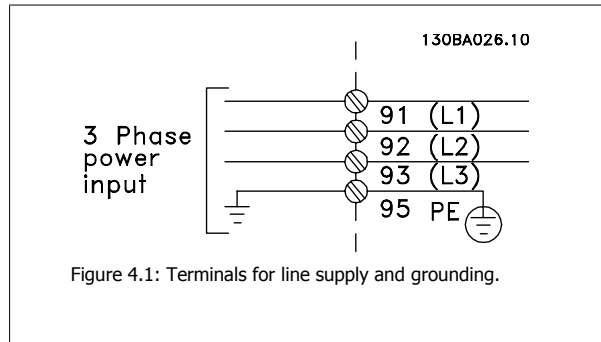 130BA026.10
3 Phase
power
input
91 (L1)
92 (L2)
93 (L3)
95 PE
Figure 4.1: Terminals for line supply and grounding.